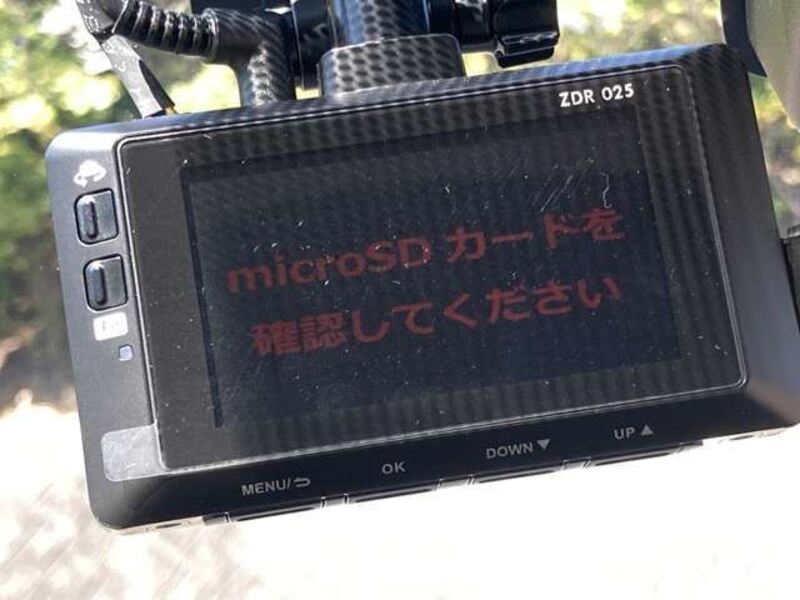 ZDR 025
microSD カードを
確認してください
MENU/
OK
DOWN ▼
UP ▲